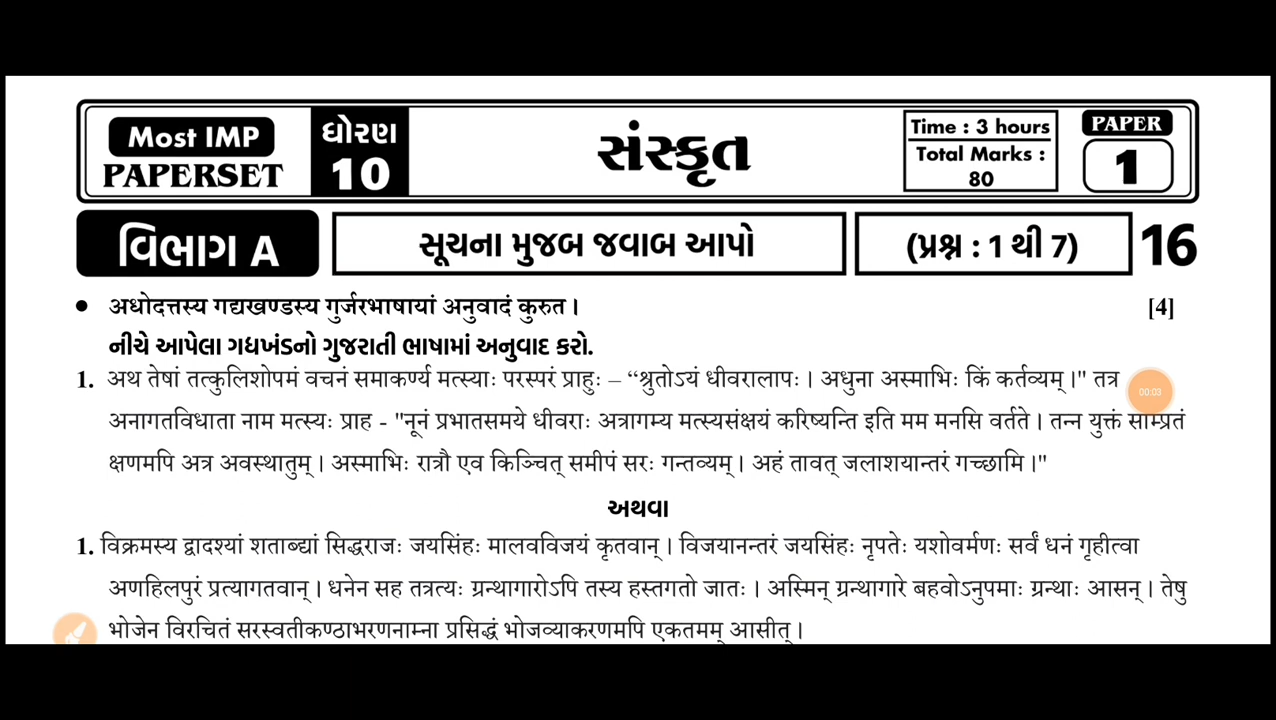 Most IMP
PAPERSET
ધોરણ
10
સંસ્કૃત
Time : 3 hours
Total Marks :
80
PAPER
1
વિભાગ A
સૂચના મુજબ જવાબ આપો
(પ્રશ્ન : 1 થી 7)
16
• अधोदत्तस्य गद्यखण्डस्य गुर्जरभाषायां अनुवादं कुरुत। [4]
નીચે આપેલા ગદ્યખંડનો ગુજરાતી ભાષામાં અનુવાદ કરો.
1. अथ तेषां तत्कुलिशोपमं वचनं समाकर्ण्य मत्स्याः परस्परं प्राहुः – “श्रुतोऽयं धीवरालापः। अधुना अस्माभिः किं कर्तव्यम्।" तत्र
00:03
अनागतविधाता नाम मत्स्यः प्राह - "नूनं प्रभातसमये धीवराः अत्रागम्य मत्स्यसंक्षयं करिष्यन्ति इति मम मनसि वर्तते। तन्न युक्तं साम्प्रतं
क्षणमपि अत्र अवस्थातुम्। अस्माभिः रात्रौ एव किञ्चित् समीपं सरः गन्तव्यम्। अहं तावत् जलाशयान्तरं गच्छामि।"
અથવા
1. विक्रमस्य द्वादश्यां शताब्द्यां सिद्धराजः जयसिंहः मालवविजयं कृतवान्। विजयानन्तरं जयसिंहः नृपतेः यशोवर्मणः सर्वं धनं गृहीत्वा
अणहिलपुरं प्रत्यागतवान्। धनेन सह तत्रत्यः ग्रन्थागारोऽपि तस्य हस्तगतो जातः। अस्मिन् ग्रन्थागारे बहवोऽनुपमाः ग्रन्थाः आसन्। तेषु
भोजेन विरचितं सरस्वतीकण्ठाभरणनाम्ना प्रसिद्धं भोजव्याकरणमपि एकतमम् आसीत्।